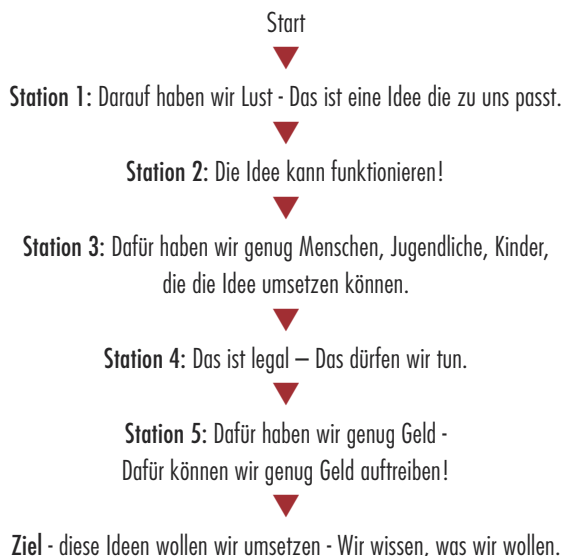 Start
Station 1: Darauf haben wir Lust - Das ist eine Idee die zu uns passt.
Station 2: Die Idee kann funktionieren!
Station 3: Dafür haben wir genug Menschen, Jugendliche, Kinder,
die die Idee umsetzen können.
Station 4: Das ist legal – Das dürfen wir tun.
Station 5: Dafür haben wir genug Geld -
Dafür können wir genug Geld auftreiben!
Ziel - diese Ideen wollen wir umsetzen - Wir wissen, was wir wollen.